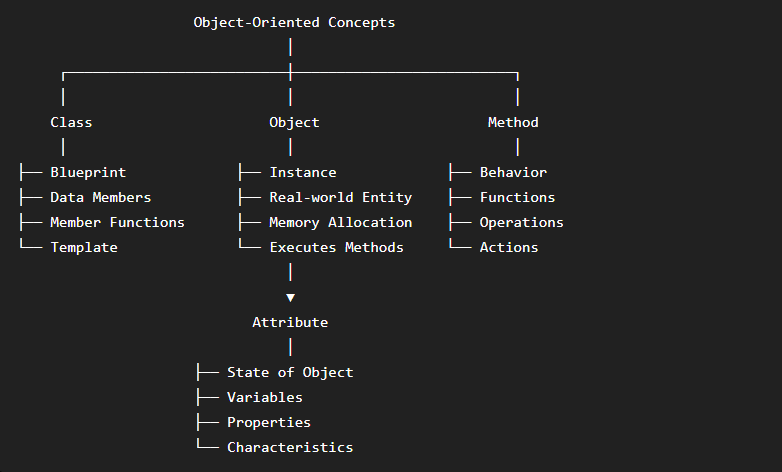 Object-Oriented Concepts
Class Object Method
├── Blueprint ├── Instance ├── Behavior
├── Data Members ├── Real-world Entity ├── Functions
├── Member Functions ├── Memory Allocation ├── Operations
└── Template └── Executes Methods └── Actions
Attribute
├── State of Object
├── Variables
├── Properties
└── Characteristics